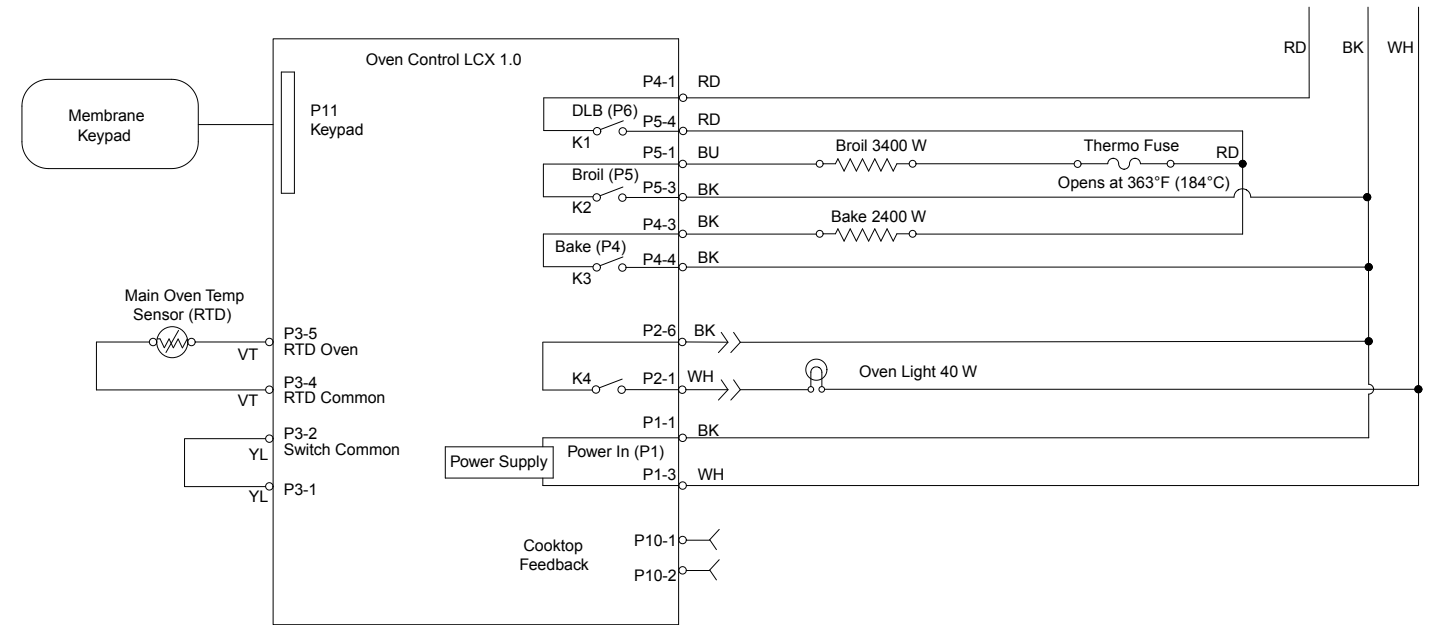 RD BK WH
Oven Control LCX 1.0
Membrane
Keypad
P11
Keypad
P4-1 RD
DLB (P6)
K1
P5-4 RD
P5-1 BU
Broil 3400 W
Thermo Fuse
RD
Opens at 363°F (184°C)
Broil (P5)
K2
P5-3 BK
P4-3 BK
Bake 2400 W
Bake (P4)
K3
P4-4 BK
Main Oven Temp
Sensor (RTD)
VT
P3-5
RTD Oven
VT
P3-4
RTD Common
P2-6 BK
K4
P2-1 WH
Oven Light 40 W
YL
P3-2
Switch Common
YL
P3-1
P1-1 BK
Power Supply
Power In (P1)
P1-3 WH
Cooktop
Feedback
P10-1
P10-2